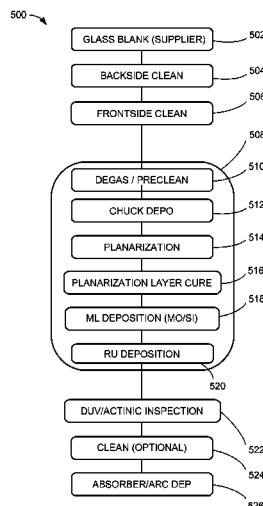 500
GLASS BLANK (SUPPLIER) 502
BACKSIDE CLEAN 504
FRONTSIDE CLEAN 506
508
DEGAS / PRECLEAN 510
CHUCK DEPO 512
PLANARIZATION 514
PLANARIZATION LAYER CURE 516
ML DEPOSITION (MO/SI) 518
RU DEPOSITION 520
DUV/ACTINIC INSPECTION 522
CLEAN (OPTIONAL) 524
ABSORBER/ARC DEP 526